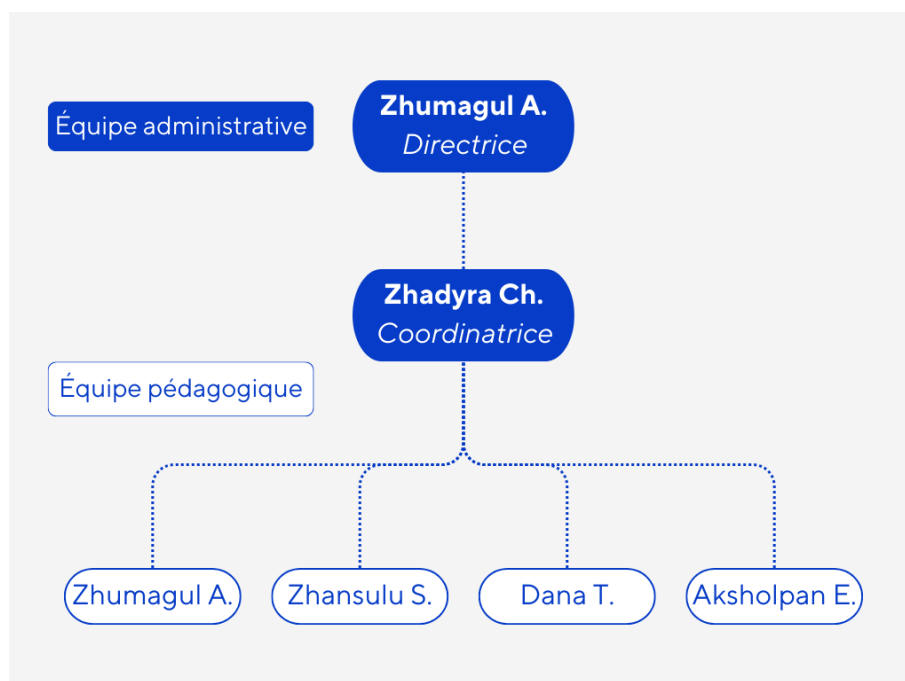 Équipe administrative
Zhumagul A.
Directrice
Zhadyra Ch.
Coordinatrice
Équipe pédagogique
Zhumagul A.
Zhansulu S.
Dana T.
Aksholpan E.